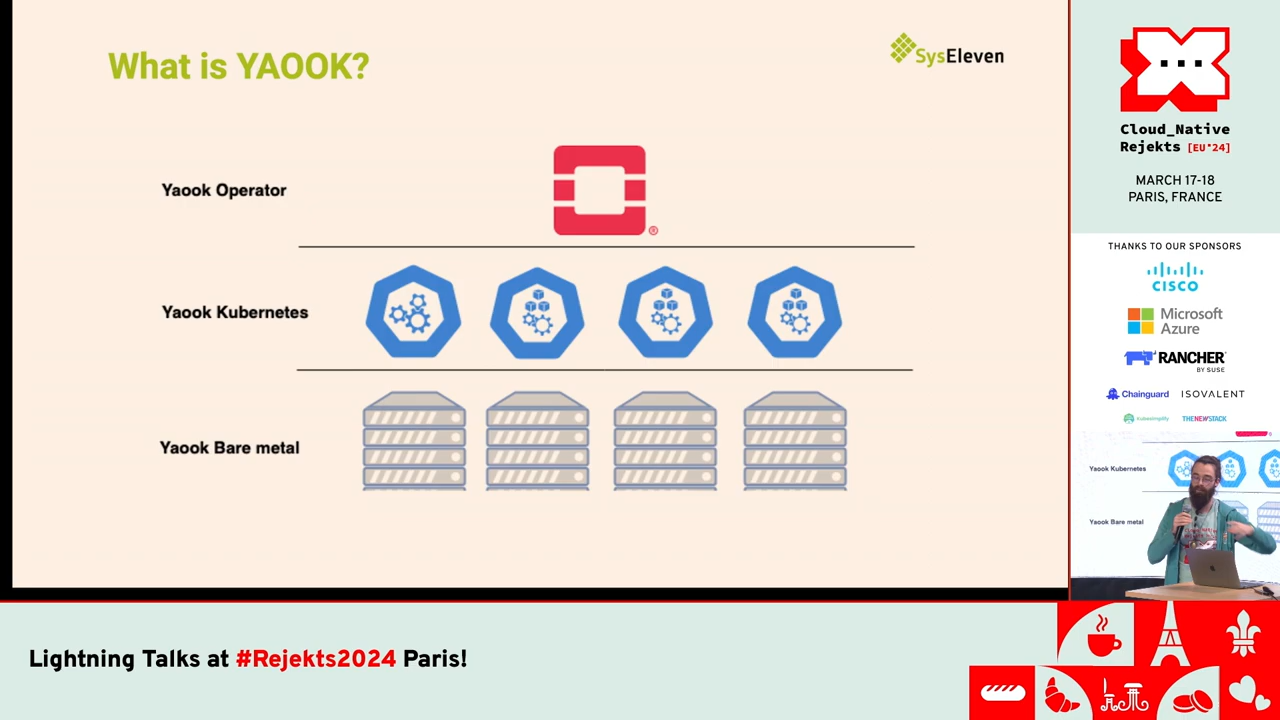 What is YAOOK?
SysEleven
Yaook Operator
®
Yaook Kubernetes
Yaook Bare metal
Cloud_Native
Rejekts [EU'24]
MARCH 17-18
PARIS, FRANCE
THANKS TO OUR SPONSORS
CISCO
Microsoft
Azure
RANCHER
BY SUSE
Chainguard
ISOVALENT
kubesimplify
THENEWSTACK
Yaook Kubernetes
Yaook Bare metal
Lightning Talks at #Rejekts2024 Paris!